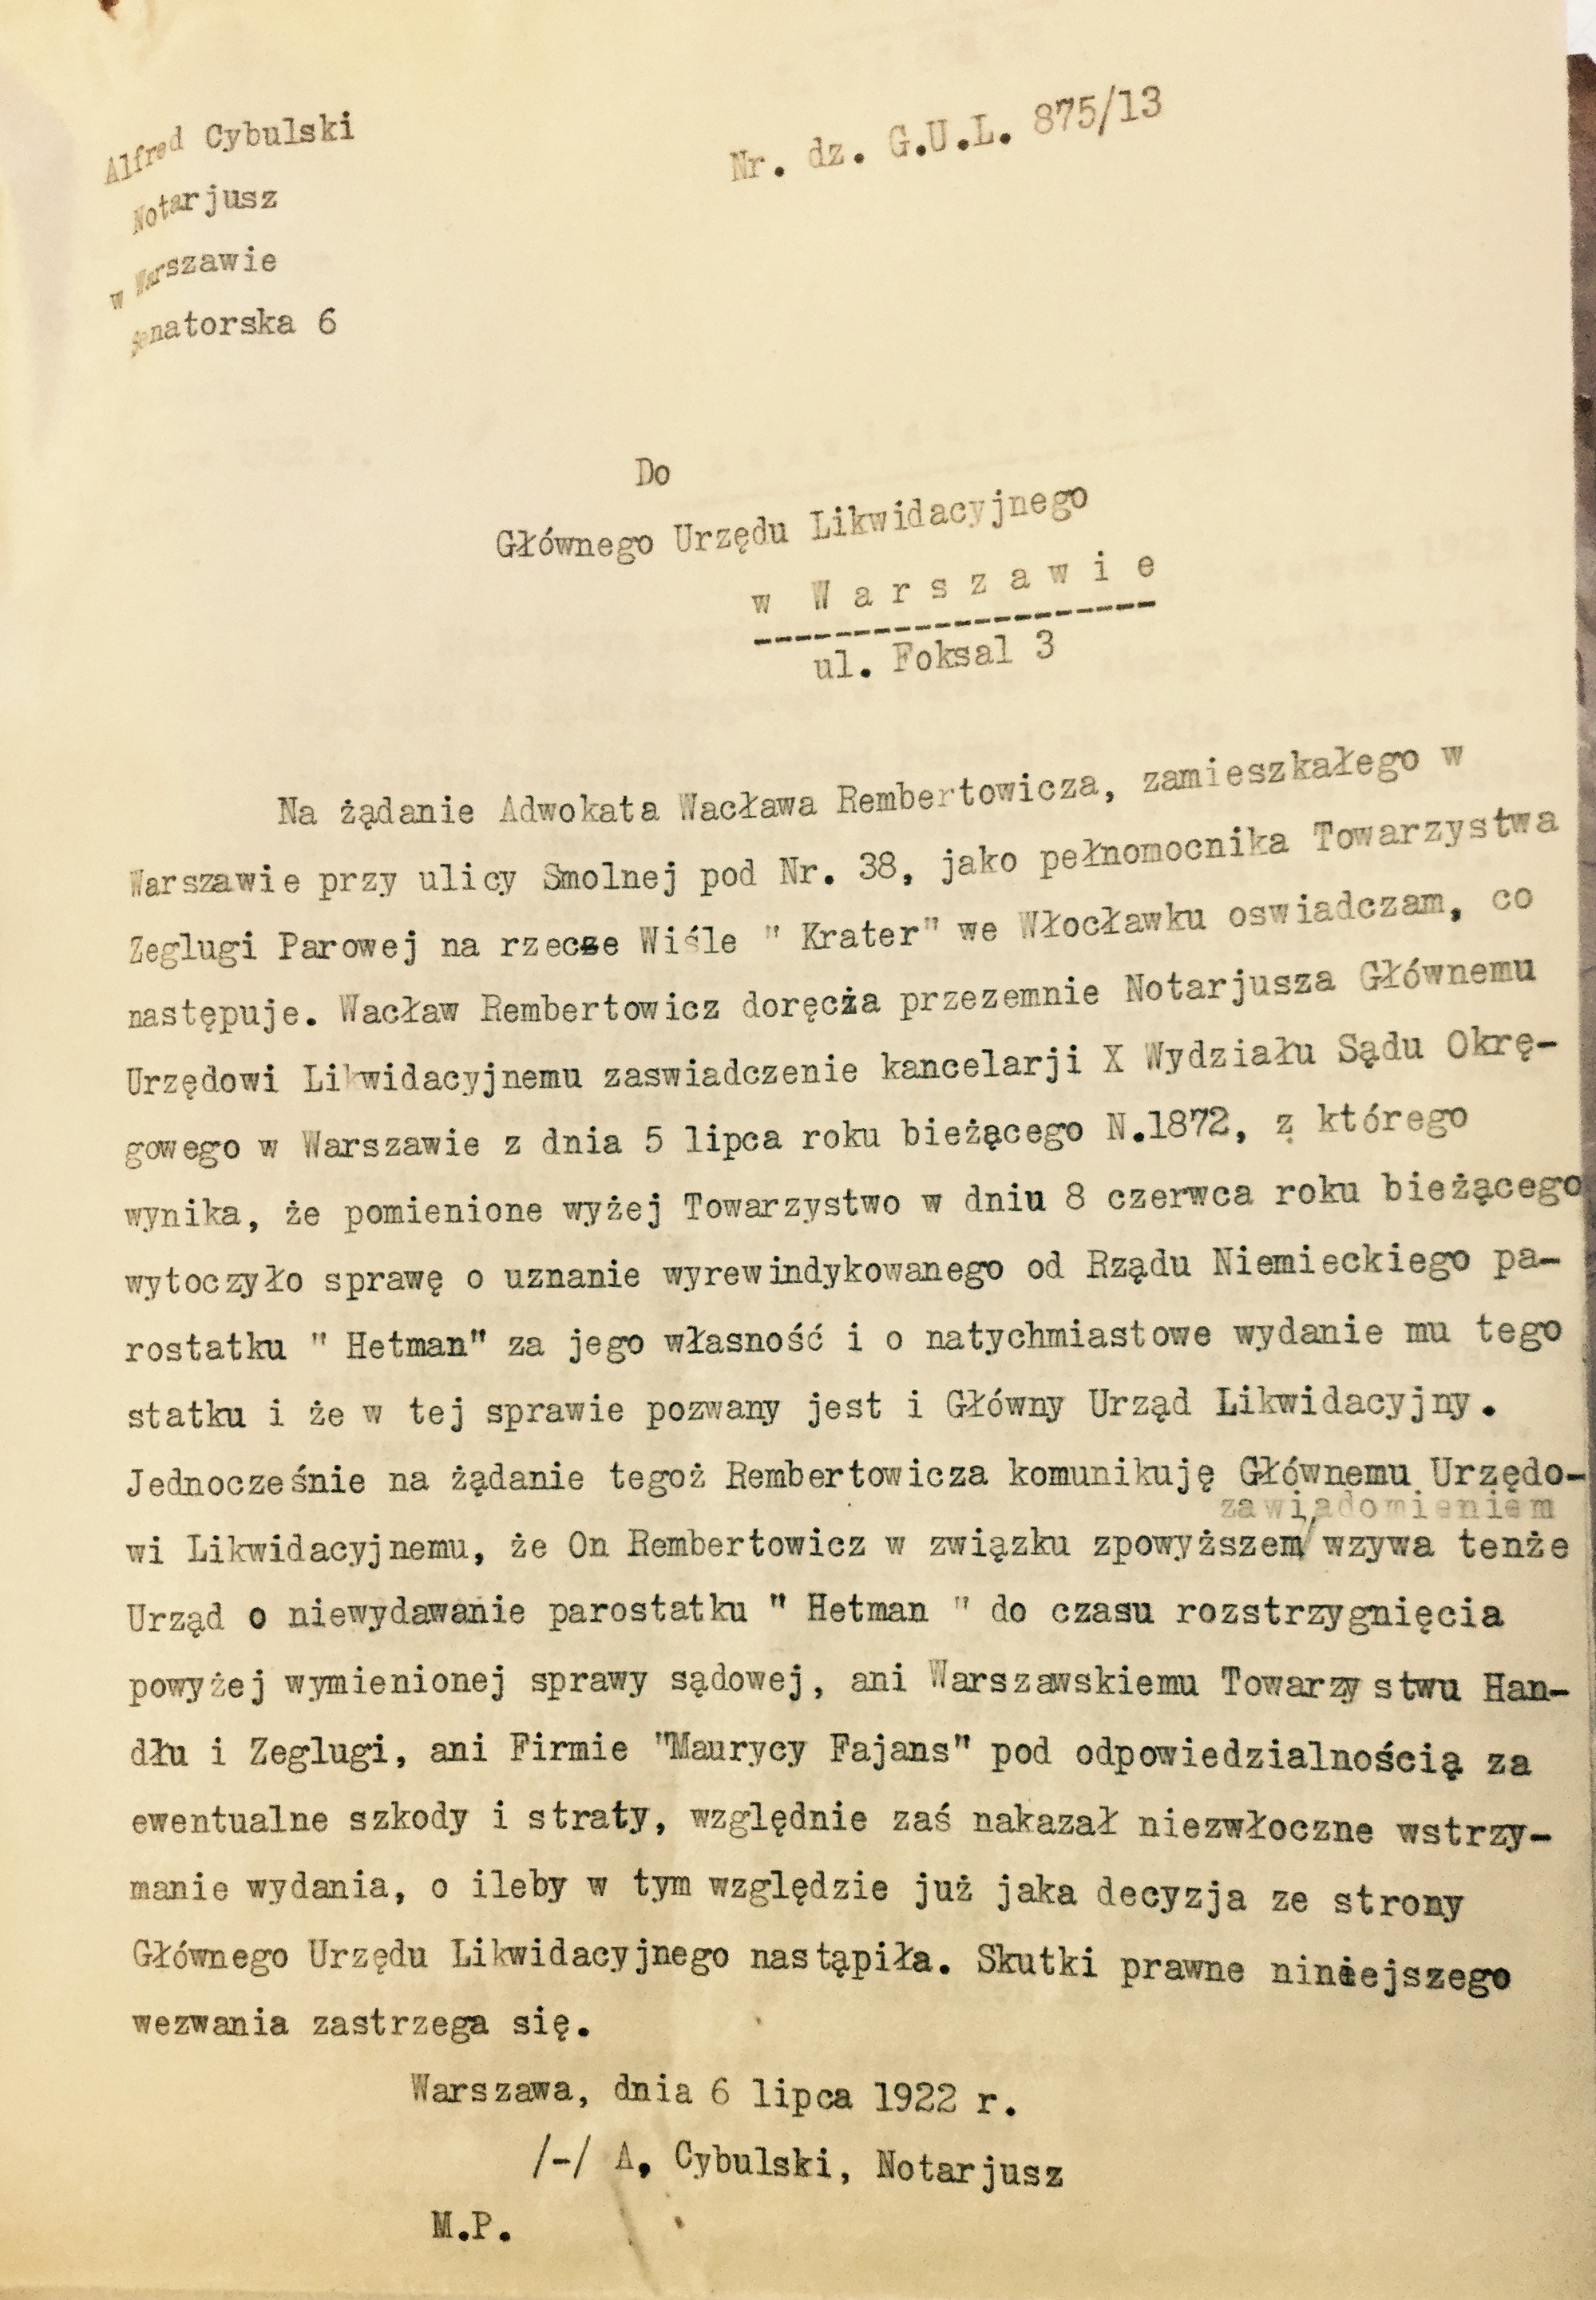 Alfred Cybulski
Nr. dz. G.U.L. 875/13
Notarjusz
w Warszawie
Senatorska 6
Do
Głównego Urzędu Likwidacyjnego
w W a r s z a w i e
ul. Foksal 3
Na żądanie Adwokata Wacława Rembertowicza, zamieszkałego w
Warszawie przy ulicy Smolnej pod Nr. 38, jako pełnomocnika Towarzystwa
Zeglugi Parowej na rzecze Wiśle " Krater" we Włocławku oswiadczam, co
następuje. Wacław Rembertowicz doręcża przezemnie Notarjusza Głównemu
Urzędowi Likwidacyjnemu zaswiadczenie kancelarji X Wydziału Sądu Okrę-
gowego w Warszawie z dnia 5 lipca roku bieżącego N.1872, z którego
wynika, że pomienione wyżej Towarzystwo w dniu 8 czerwca roku bieżącego
wytoczyło sprawę o uznanie wyrewindykowanego od Rządu Niemieckiego pa-
rostatku " Hetman" za jego własność i o natychmiastowe wydanie mu tego
statku i że w tej sprawie pozwany jest i Główny Urząd Likwidacyjny.
Jednocześnie na żądanie tegoż Rembertowicza komunikuję Głównemu Urzędo-
zawiadomieniem
wi Likwidacyjnemu, że On Rembertowicz w związku zpowyższem/ wzywa tenże
Urząd o niewydawanie parostatku " Hetman " do czasu rozstrzygnięcia
powyżej wymienionej sprawy sądowej, ani Warszawskiemu Towarzystwu Han-
dłu i Zeglugi, ani Firmie "Maurycy Fajans" pod odpowiedzialnością za
ewentualne szkody i straty, względnie zaś nakazał niezwłoczne wstrzy-
manie wydania, o ileby w tym względzie już jaka decyzja ze strony
Głównego Urzędu Likwidacyjnego nastąpiła. Skutki prawne niniejszego
wezwania zastrzega się.
Warszawa, dnia 6 lipca 1922 r.
/-/ A, Cybulski, Notarjusz
M.P.